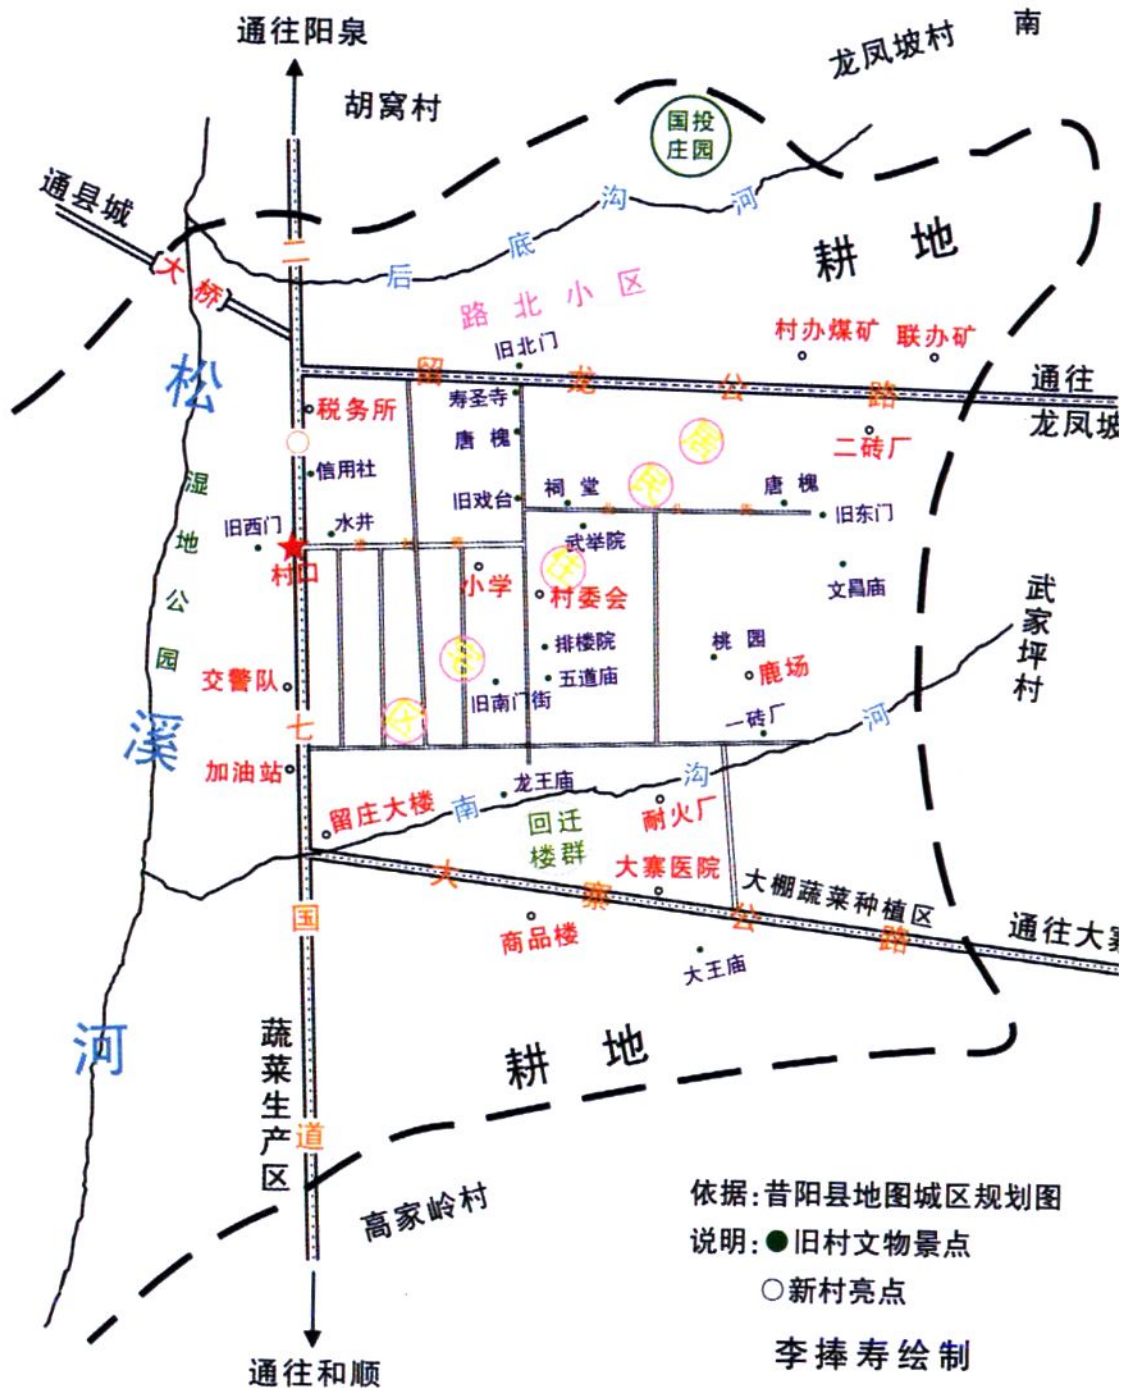 通往阳泉
南
龙凤坡村
胡窝村
国投
庄园
通县城
大桥
后底沟河
耕地
路北小区
村办煤矿
联办矿
旧北门
留龙公路
通往
龙凤坡
二〇七国道
松溪河
税务所
寿圣寺
唐槐
二砖厂
信用社
旧戏台
祠堂
唐槐
旧东门
湿地公园
旧西门
水井
武举院
村口
小学
村委会
文昌庙
武家坪村
排楼院
桃园
鹿场
五道庙
旧南门街
交警队
一砖厂
加油站
龙王庙
南沟河
留庄大楼
回迁
楼群
耐火厂
大寨医院
大寨公路
大棚蔬菜种植区
通往大寨
商品楼
大王庙
耕地
蔬菜生产区
高家岭村
依据:昔阳县地图城区规划图
说明:●旧村文物景点
○新村亮点
李捧寿绘制
通往和顺